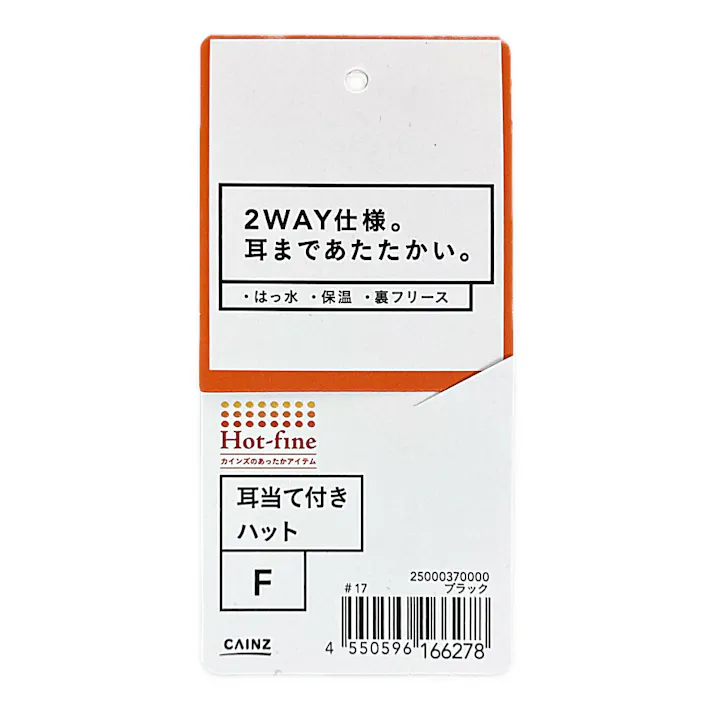 2WAY仕様。
耳まであたたかい。
・はっ水 ・保温 ・裏フリース
Hot-fine
カインズのあったかアイテム
耳当て付き
ハット
F
25000370000
#17 ブラック
CAINZ
4 550596 166278